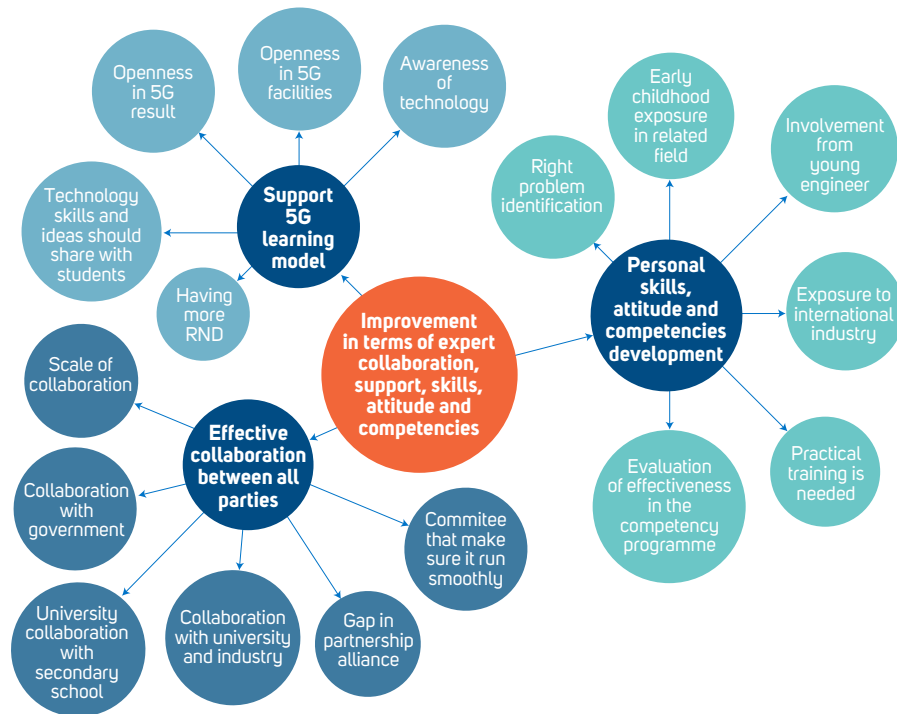 Openness
in 5G
result
Openness
in 5G
facilities
Awareness
of
technology
Technology
skills and
ideas should
share with
students
Support
5G
learning
model
Having
more
RND
Early
childhood
exposure
in related
field
Involvement
from
young
engineer
Right
problem
identification
Personal
skills,
attitude and
competencies
development
Exposure to
international
industry
Practical
training is
needed
Evaluation
of effectiveness
in the
competency
programme
Improvement
in terms of expert
collaboration,
support, skills,
attitude and
competencies
Scale of
collaboration
Effective
collaboration
between all
parties
Collaboration
with
government
University
collaboration
with
secondary
school
Collaboration
with university
and industry
Gap in
partnership
alliance
Commitee
that make
sure it run
smoothly